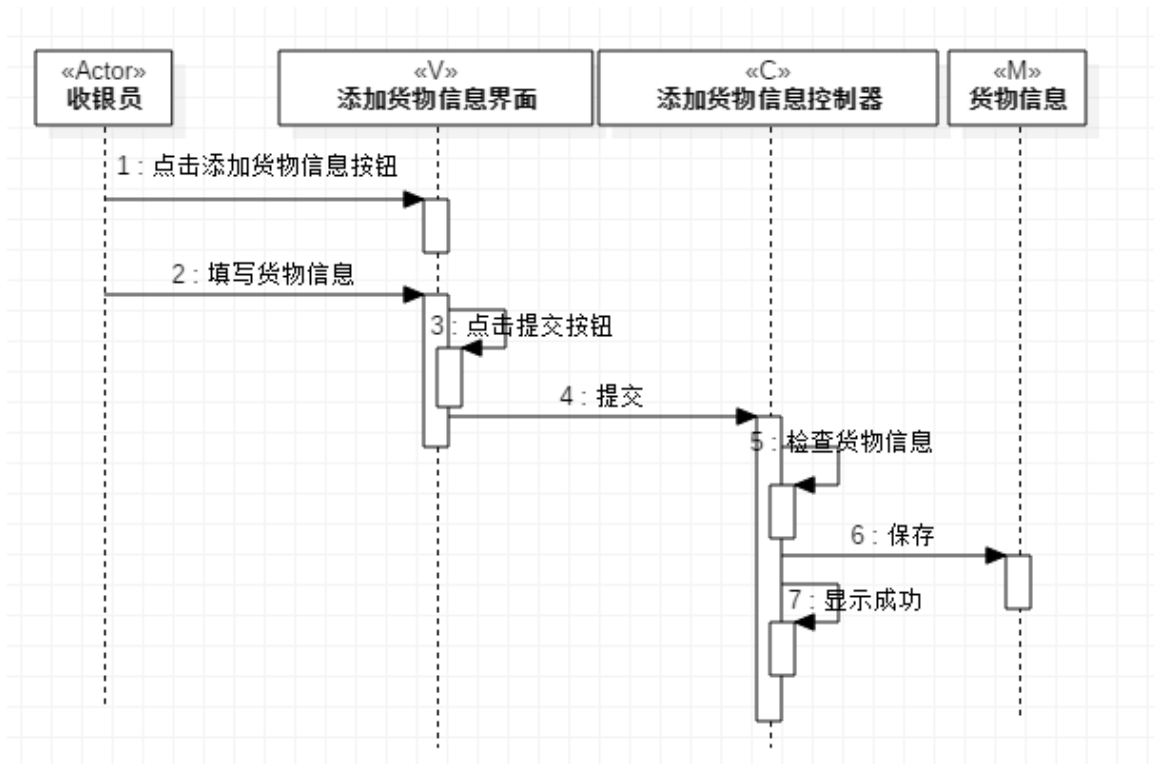 «Actor»
收银员
«V»
添加货物信息界面
«C»
添加货物信息控制器
«M»
货物信息
1 : 点击添加货物信息按钮
2 : 填写货物信息
3 : 点击提交按钮
4 : 提交
5 : 检查货物信息
6 : 保存
7 : 显示成功